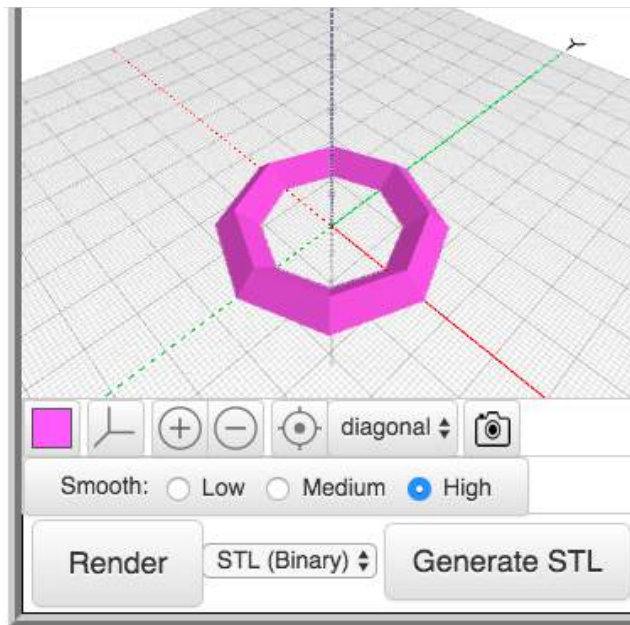 Y
diagonal
Smooth: Low Medium High
Render STL (Binary) Generate STL